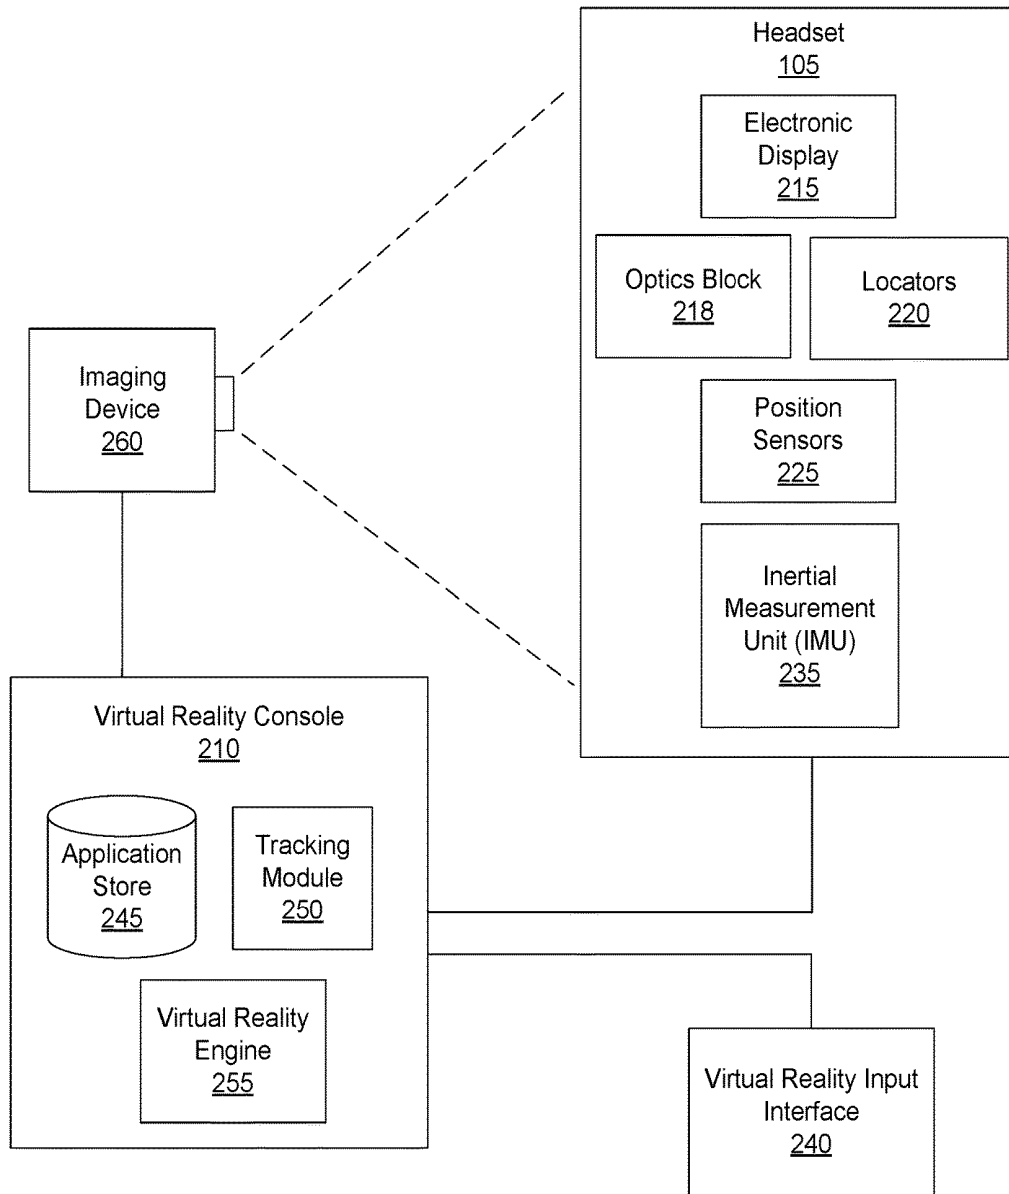 Headset
105
Electronic
Display
215
Optics Block
218
Locators
220
Imaging
Device
260
Position
Sensors
225
Inertial
Measurement
Unit (IMU)
235
Virtual Reality Console
210
Application
Store
245
Tracking
Module
250
Virtual Reality
Engine
255
Virtual Reality Input
Interface
240